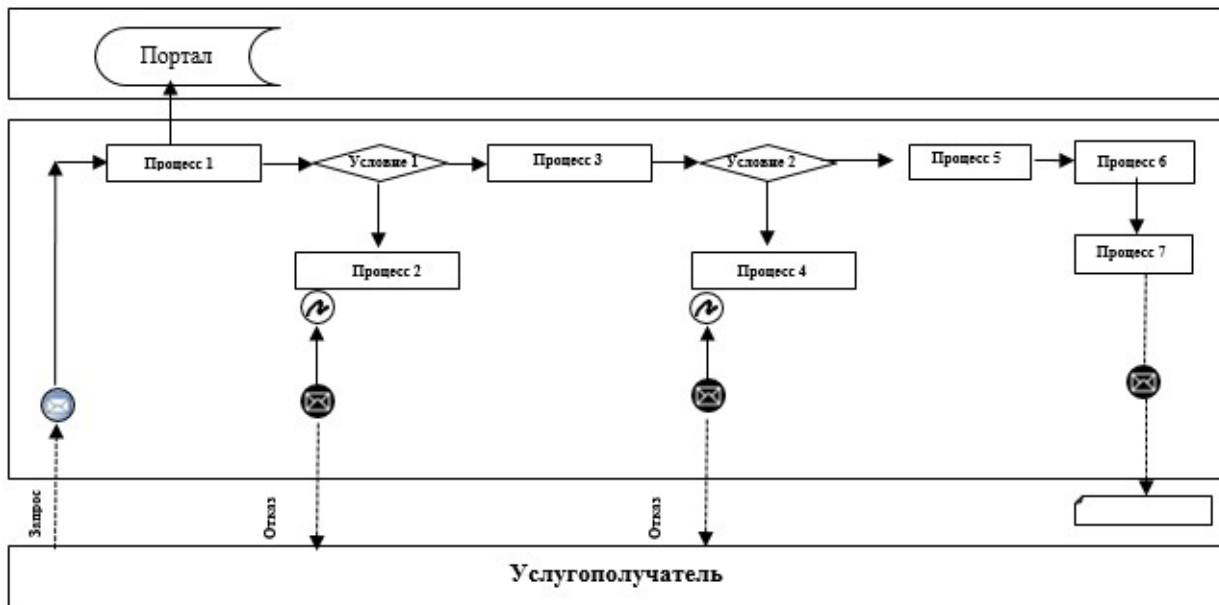 Портал
Процесс 1
Условие 1
Процесс 3
Условие 2
Процесс 5
Процесс 6
Процесс 2
Процесс 4
Процесс 7
Запрос
Отказ
Отказ
Услугополучатель